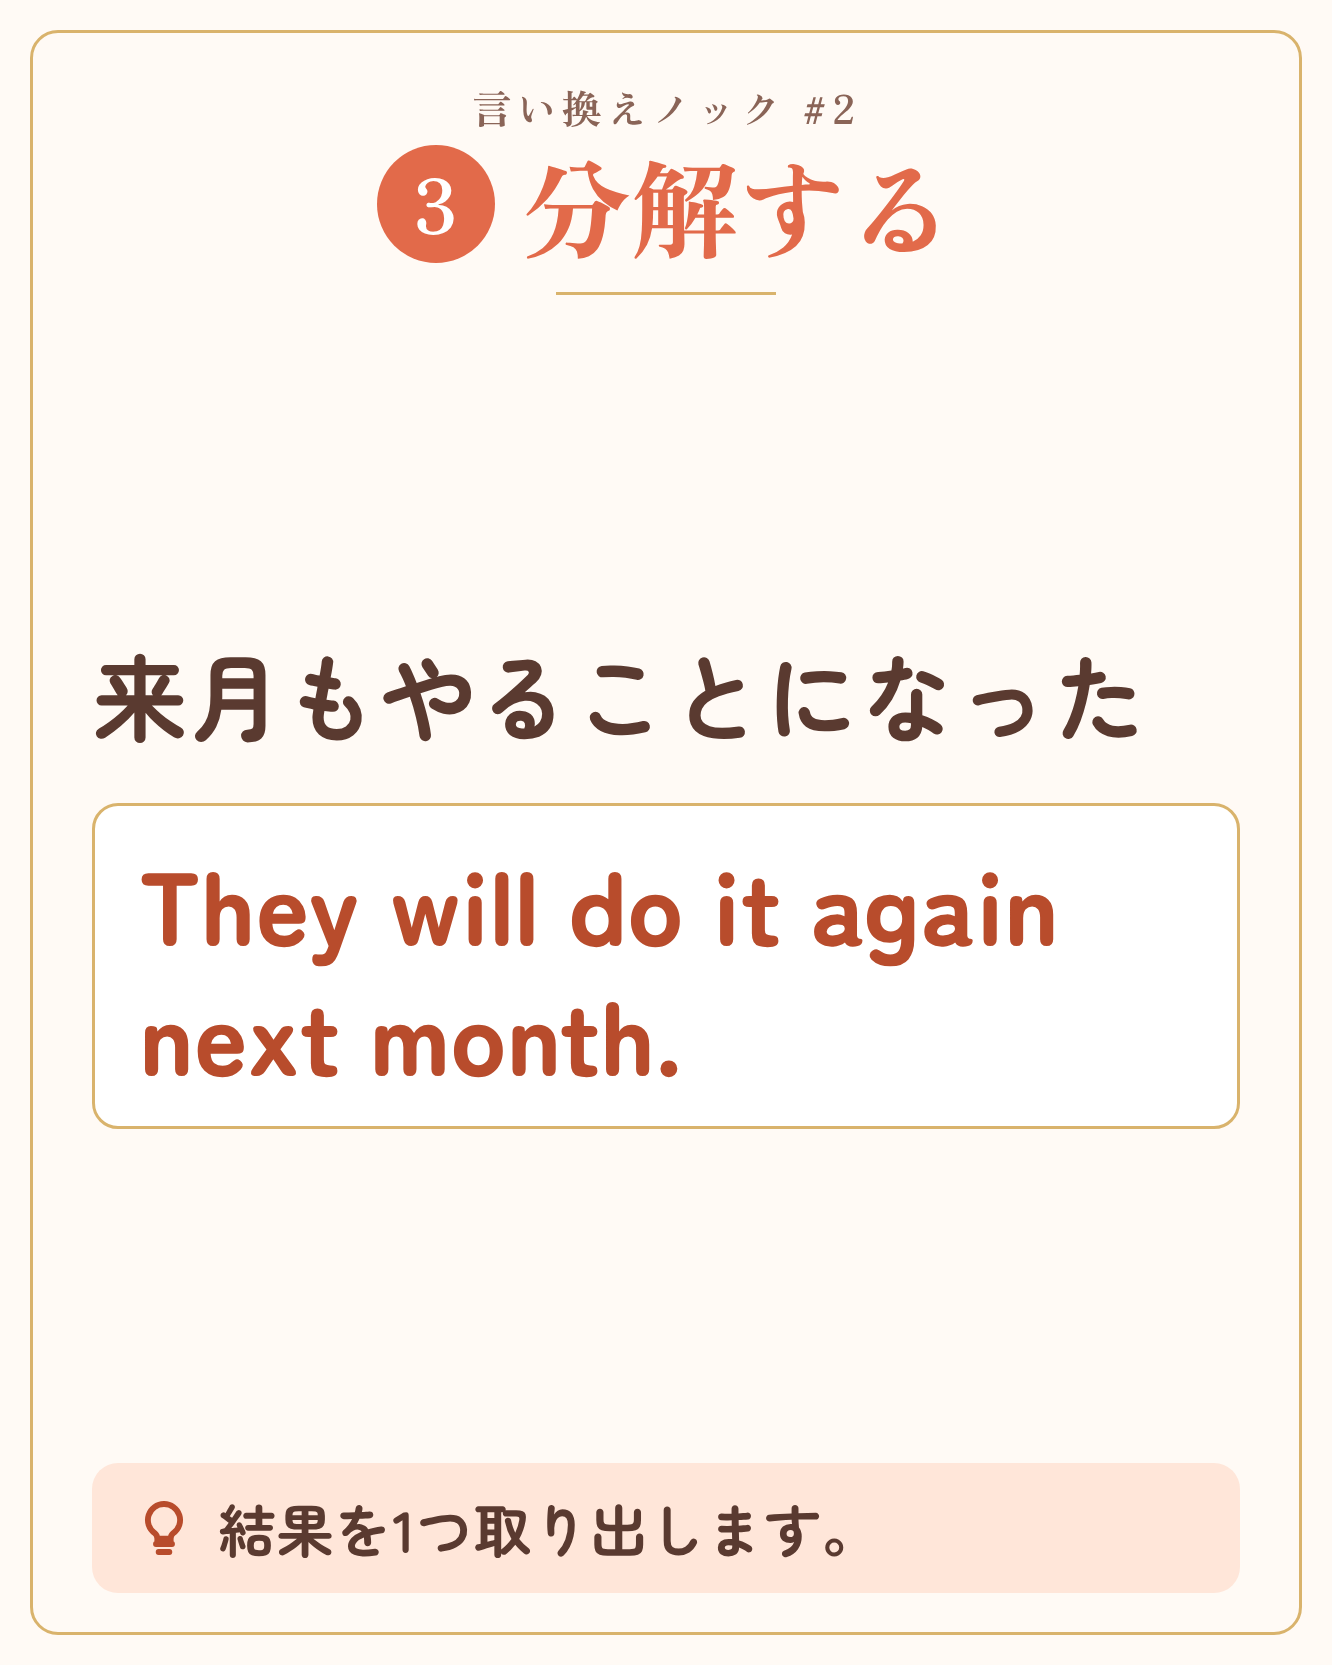 言い換えノック #2
3 分解する
来月もやることになった
They will do it again
next month.
結果を1つ取り出します。